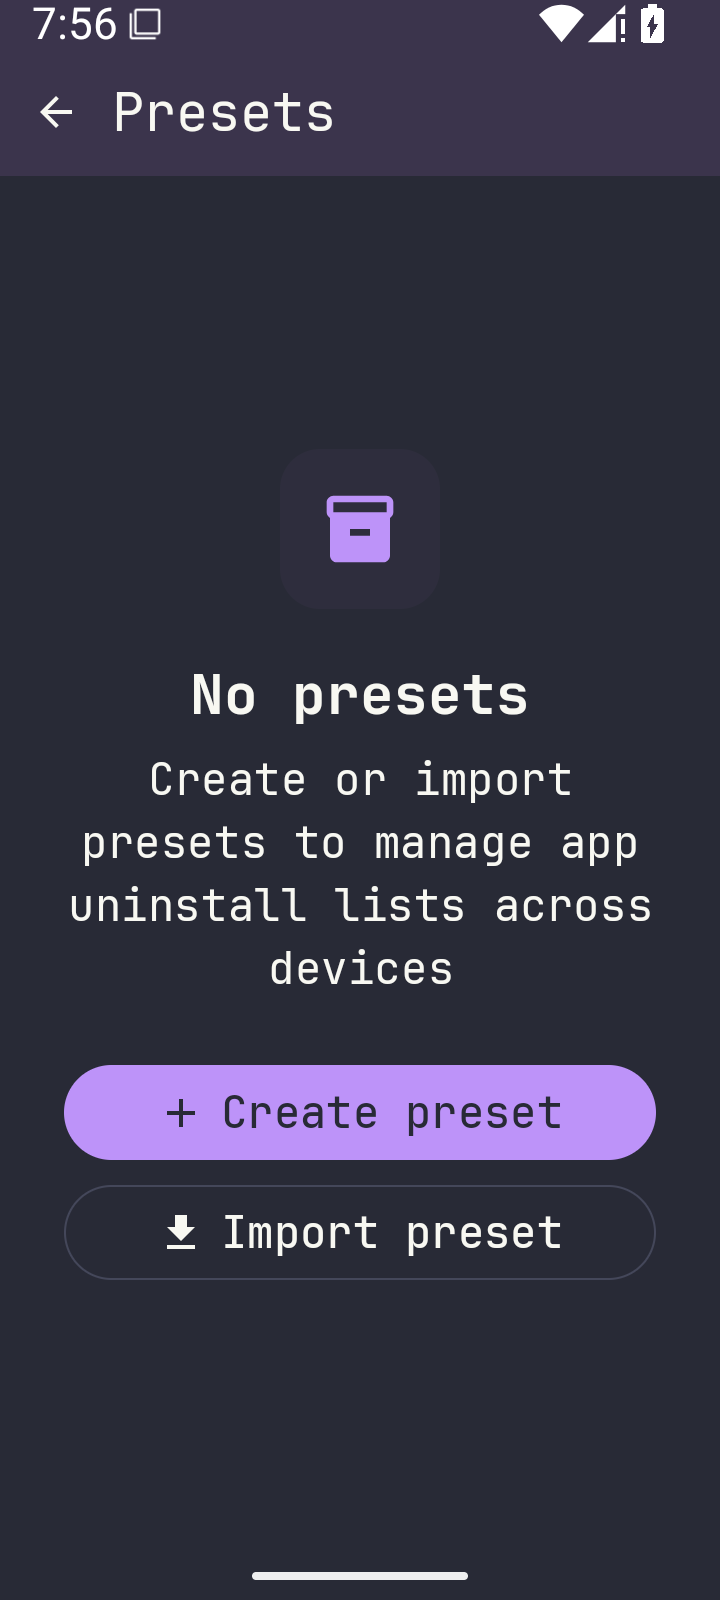 7:56
Presets
No presets
Create or import
presets to manage app
uninstall lists across
devices
Create preset
Import preset